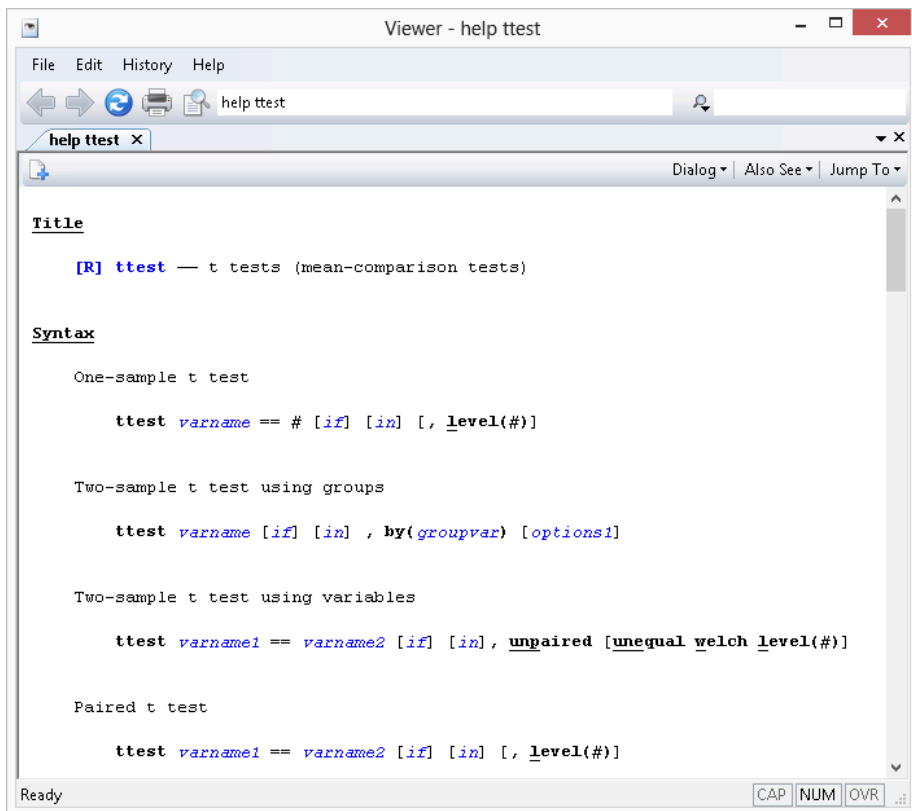 Viewer - help ttest
File Edit History Help
help ttest
help ttest
Dialog Also See Jump To
Title
[R] ttest — t tests (mean-comparison tests)
Syntax
One-sample t test
ttest varname == # [if] [in] [, level(#)]
Two-sample t test using groups
ttest varname [if] [in] , by(groupvar) [options1]
Two-sample t test using variables
ttest varname1 == varname2 [if] [in], unpaired [unequal welch level(#)]
Paired t test
ttest varname1 == varname2 [if] [in] [, level(#)]
Ready CAP NUM OVR